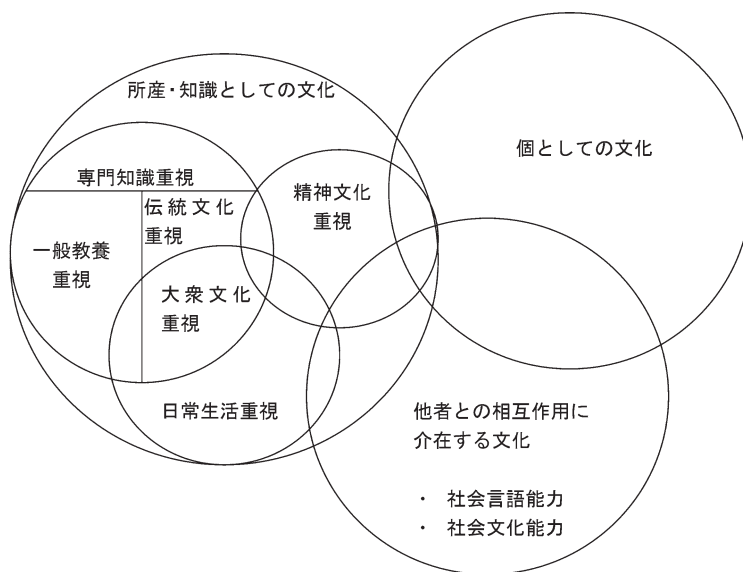 所産・知識としての文化
個としての文化
専門知識重視
伝統文化
重視
精神文化
重視
一般教養
重視
大衆文化
重視
日常生活重視
他者との相互作用に
介在する文化
・ 社会言語能力
・ 社会文化能力